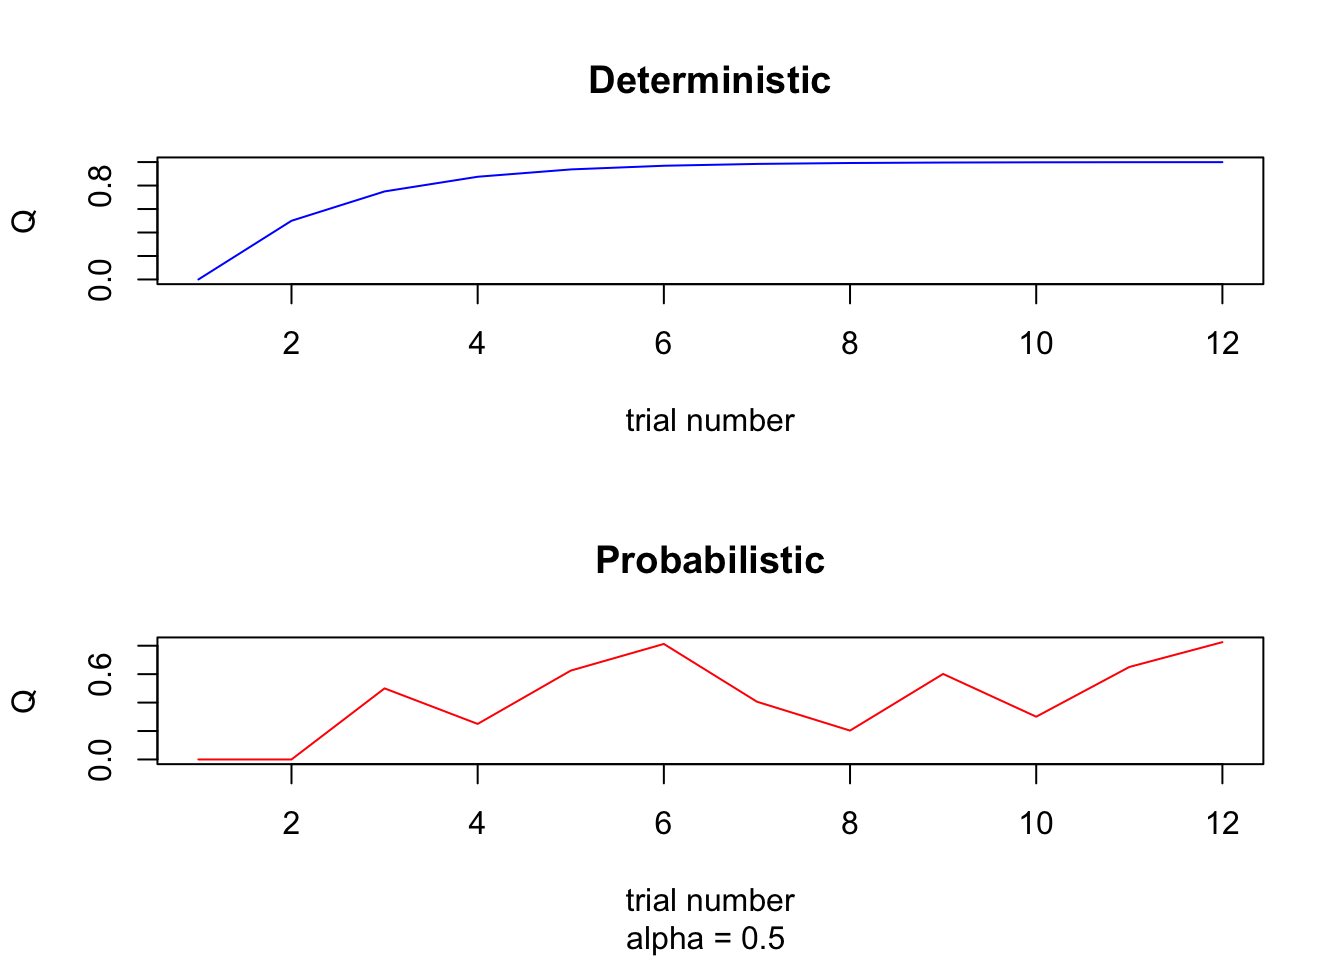 Deterministic
Q
0.8
0.0
2 4 6 8 10 12
trial number
Probabilistic
Q
0.6
0.0
2 4 6 8 10 12
trial number
alpha = 0.5